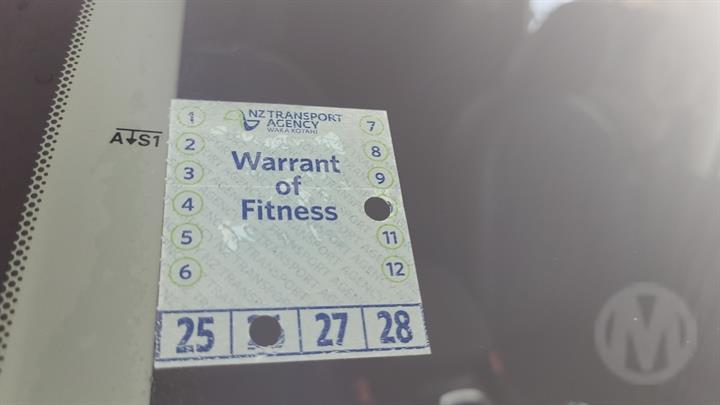 A↓S1
NZ TRANSPORT
AGENCY
WAKA KOTAHI
Warrant
of
Fitness
1
2
3
4
5
6
7
8
9
11
12
25 27 28
M